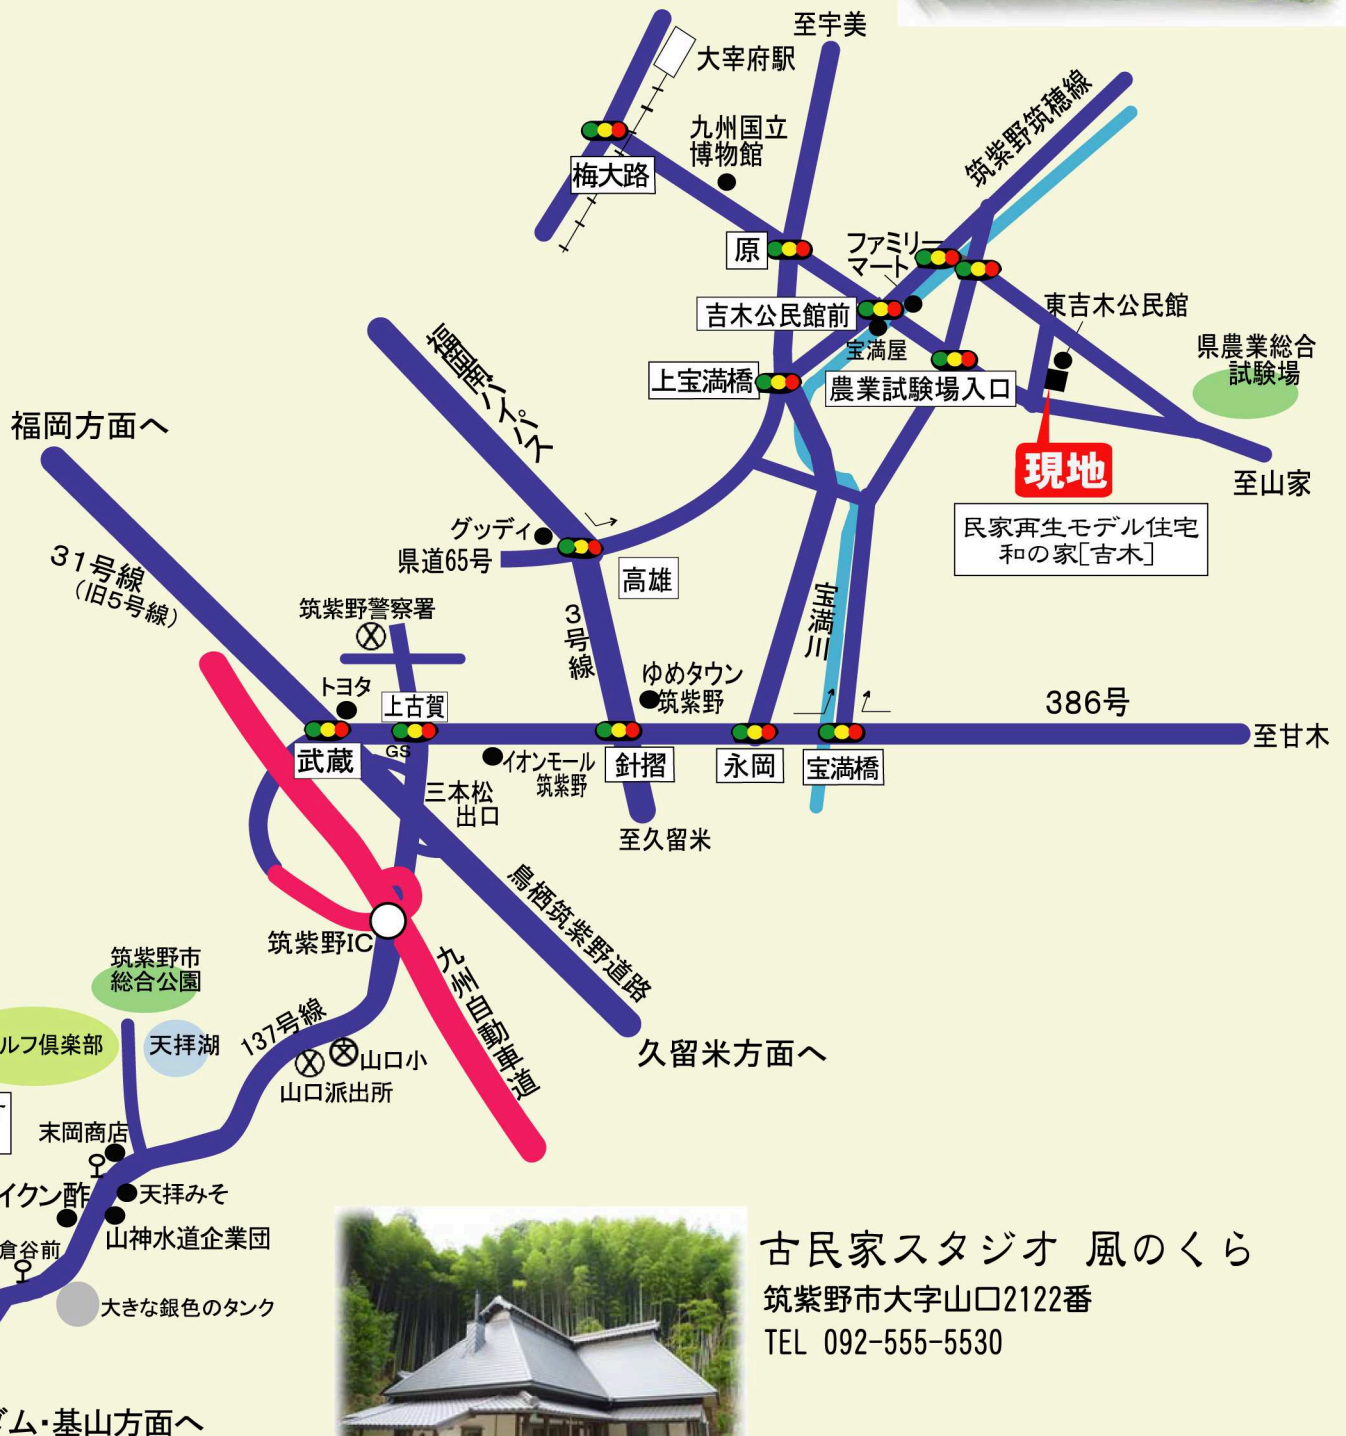 至宇美
大宰府駅
九州国立
博物館
筑紫野筑穂線
梅大路
原
ファミリー
マート
吉木公民館前
東吉木公民館
宝満屋
県農業総合
試験場
上宝満橋
農業試験場入口
福岡南バイパス
福岡方面へ
現地
至山家
民家再生モデル住宅
和の家[吉木]
グッディ
県道65号
高雄
31号線
(旧5号線)
筑紫野警察署
3号線
宝満川
ゆめタウン
筑紫野
トヨタ
上古賀
386号
至甘木
武蔵
GS
イオンモール
筑紫野
針摺
永岡
宝満橋
三本松
出口
至久留米
鳥栖筑紫野道路
筑紫野IC
九州自動車道
筑紫野市
総合公園
137号線
ルフ倶楽部
天拝湖
山口小
山口派出所
久留米方面へ
末岡商店
イクン酢
天拝みそ
山神水道企業団
倉谷前
大きな銀色のタンク
古民家スタジオ 風のくら
筑紫野市大字山口2122番
TEL 092-555-5530
ダム・基山方面へ